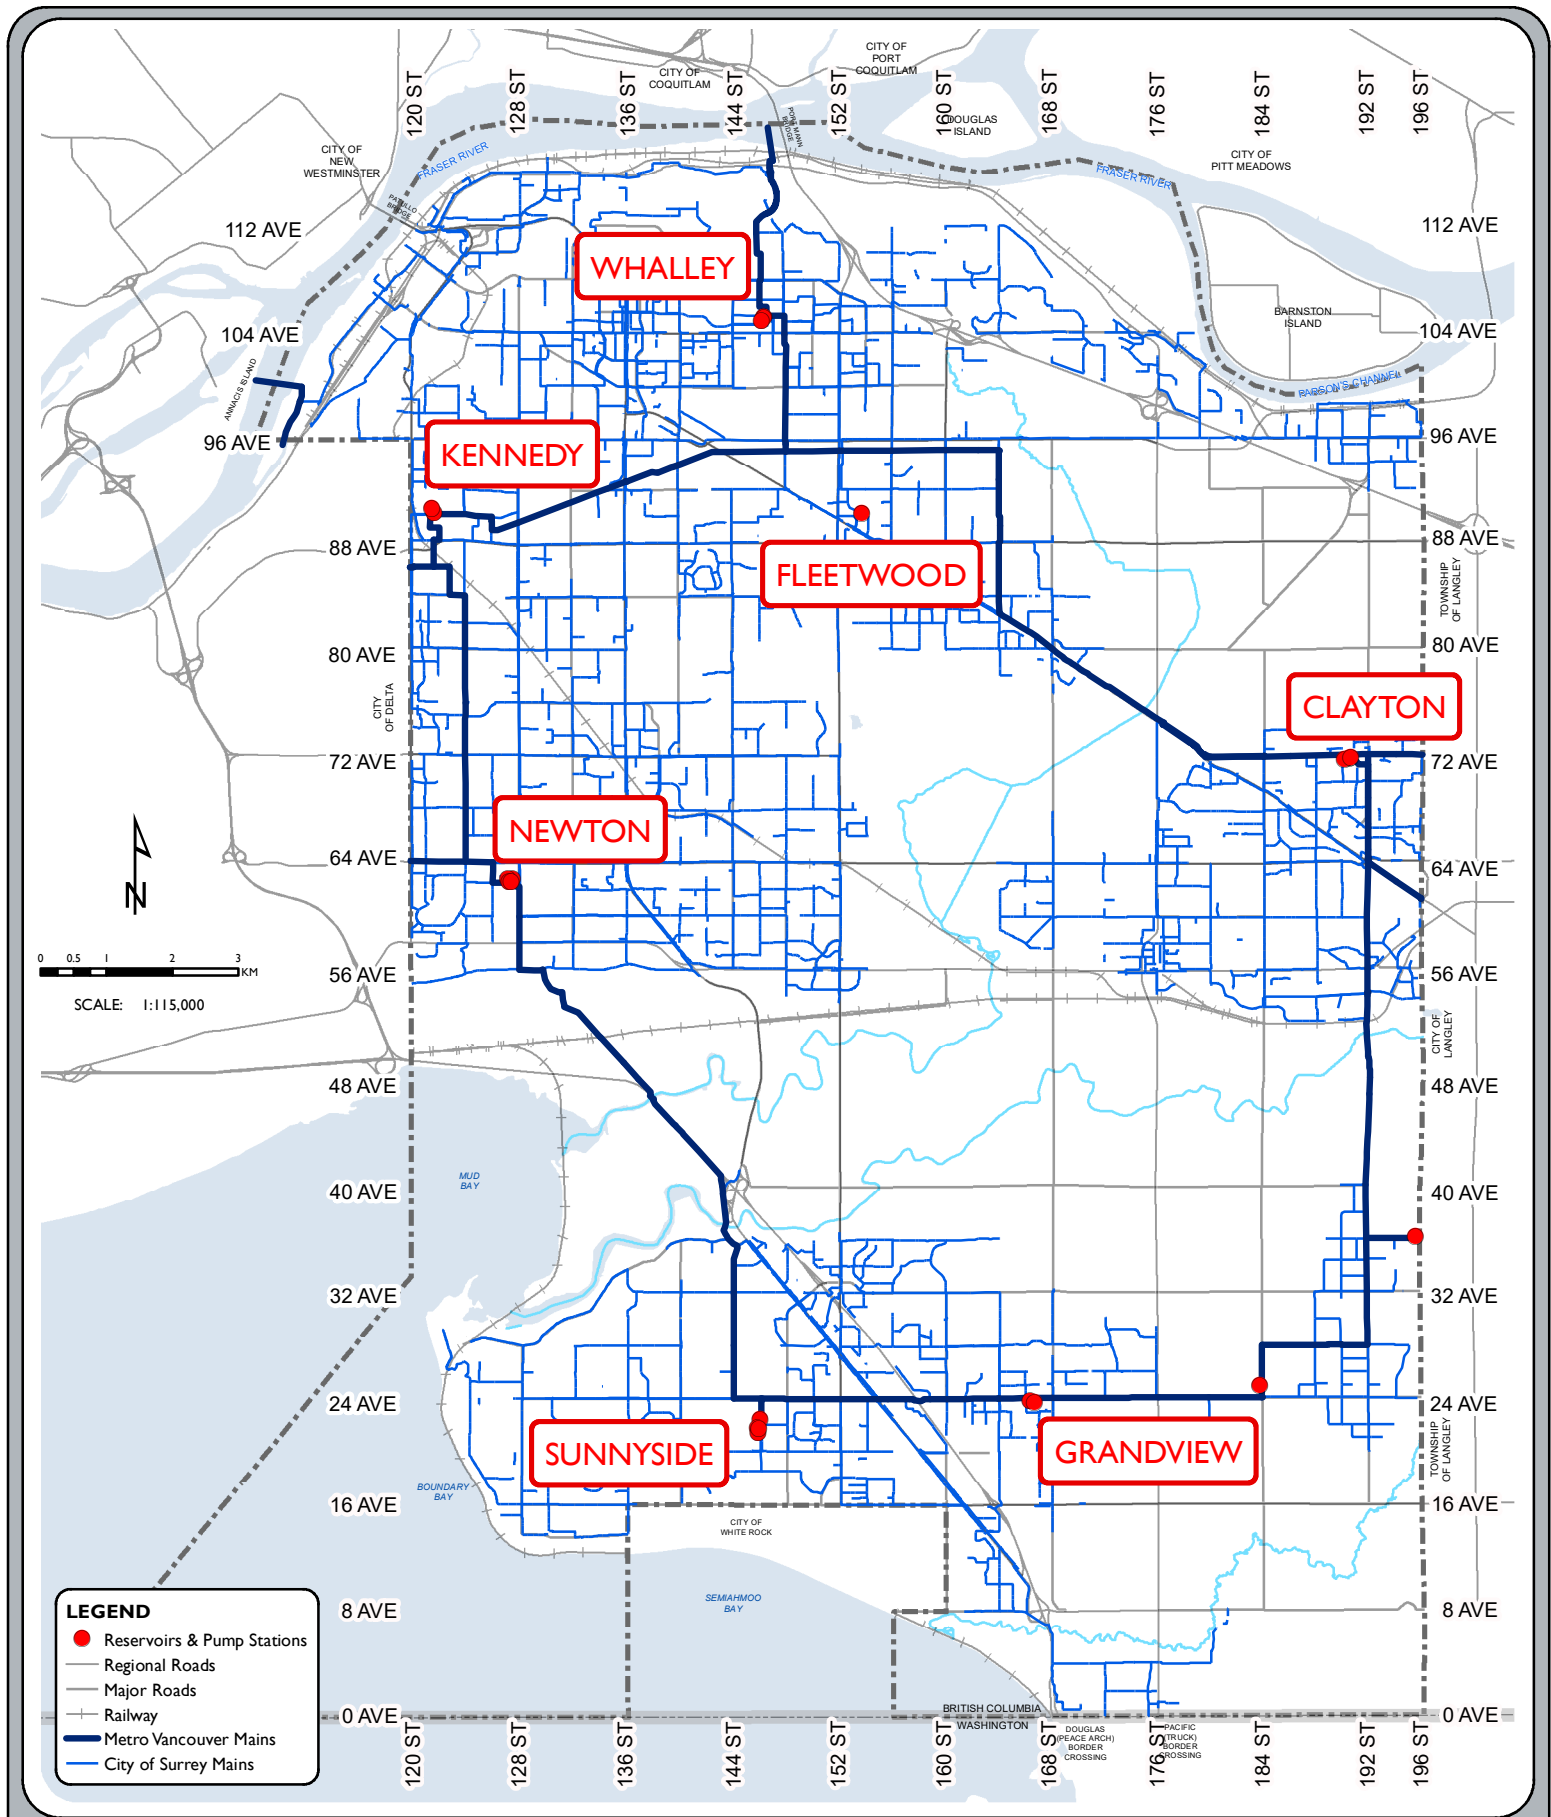 CITY OF
PORT
COQUITLAM
CITY OF
COQUITLAM
120 ST
128 ST
136 ST
144 ST
152 ST
160 ST
168 ST
176 ST
184 ST
192 ST
196 ST
PORT MANN
BRIDGE
DOUGLAS
ISLAND
CITY OF
NEW
WESTMINSTER
FRASER RIVER
CITY OF
PITT MEADOWS
FRASER RIVER
PATULLO
BRIDGE
112 AVE
112 AVE
WHALLEY
BARNSTON
ISLAND
104 AVE
104 AVE
ANNACIS ISLAND
PARSON'S CHANNEL
96 AVE
96 AVE
KENNEDY
88 AVE
88 AVE
FLEETWOOD
TOWNSHIP
OF LANGLEY
80 AVE
80 AVE
CITY
OF DELTA
CLAYTON
72 AVE
72 AVE
NEWTON
64 AVE
64 AVE
N
0 0.5 1 2 3
KM
56 AVE
56 AVE
SCALE: 1:115,000
CITY OF
LANGLEY
48 AVE
48 AVE
MUD
BAY
40 AVE
40 AVE
32 AVE
32 AVE
24 AVE
24 AVE
SUNNYSIDE
GRANDVIEW
TOWNSHIP
OF LANGLEY
BOUNDARY
BAY
16 AVE
16 AVE
CITY OF
WHITE ROCK
SEMIAHMOO
BAY
8 AVE
8 AVE
LEGEND
Reservoirs & Pump Stations
Regional Roads
Major Roads
Railway
Metro Vancouver Mains
City of Surrey Mains
0 AVE
0 AVE
BRITISH COLUMBIA
WASHINGTON
DOUGLAS
(PEACE ARCH)
BORDER
CROSSING
PACIFIC
(TRUCK)
BORDER
CROSSING
120 ST
128 ST
136 ST
144 ST
152 ST
160 ST
168 ST
176 ST
184 ST
192 ST
196 ST